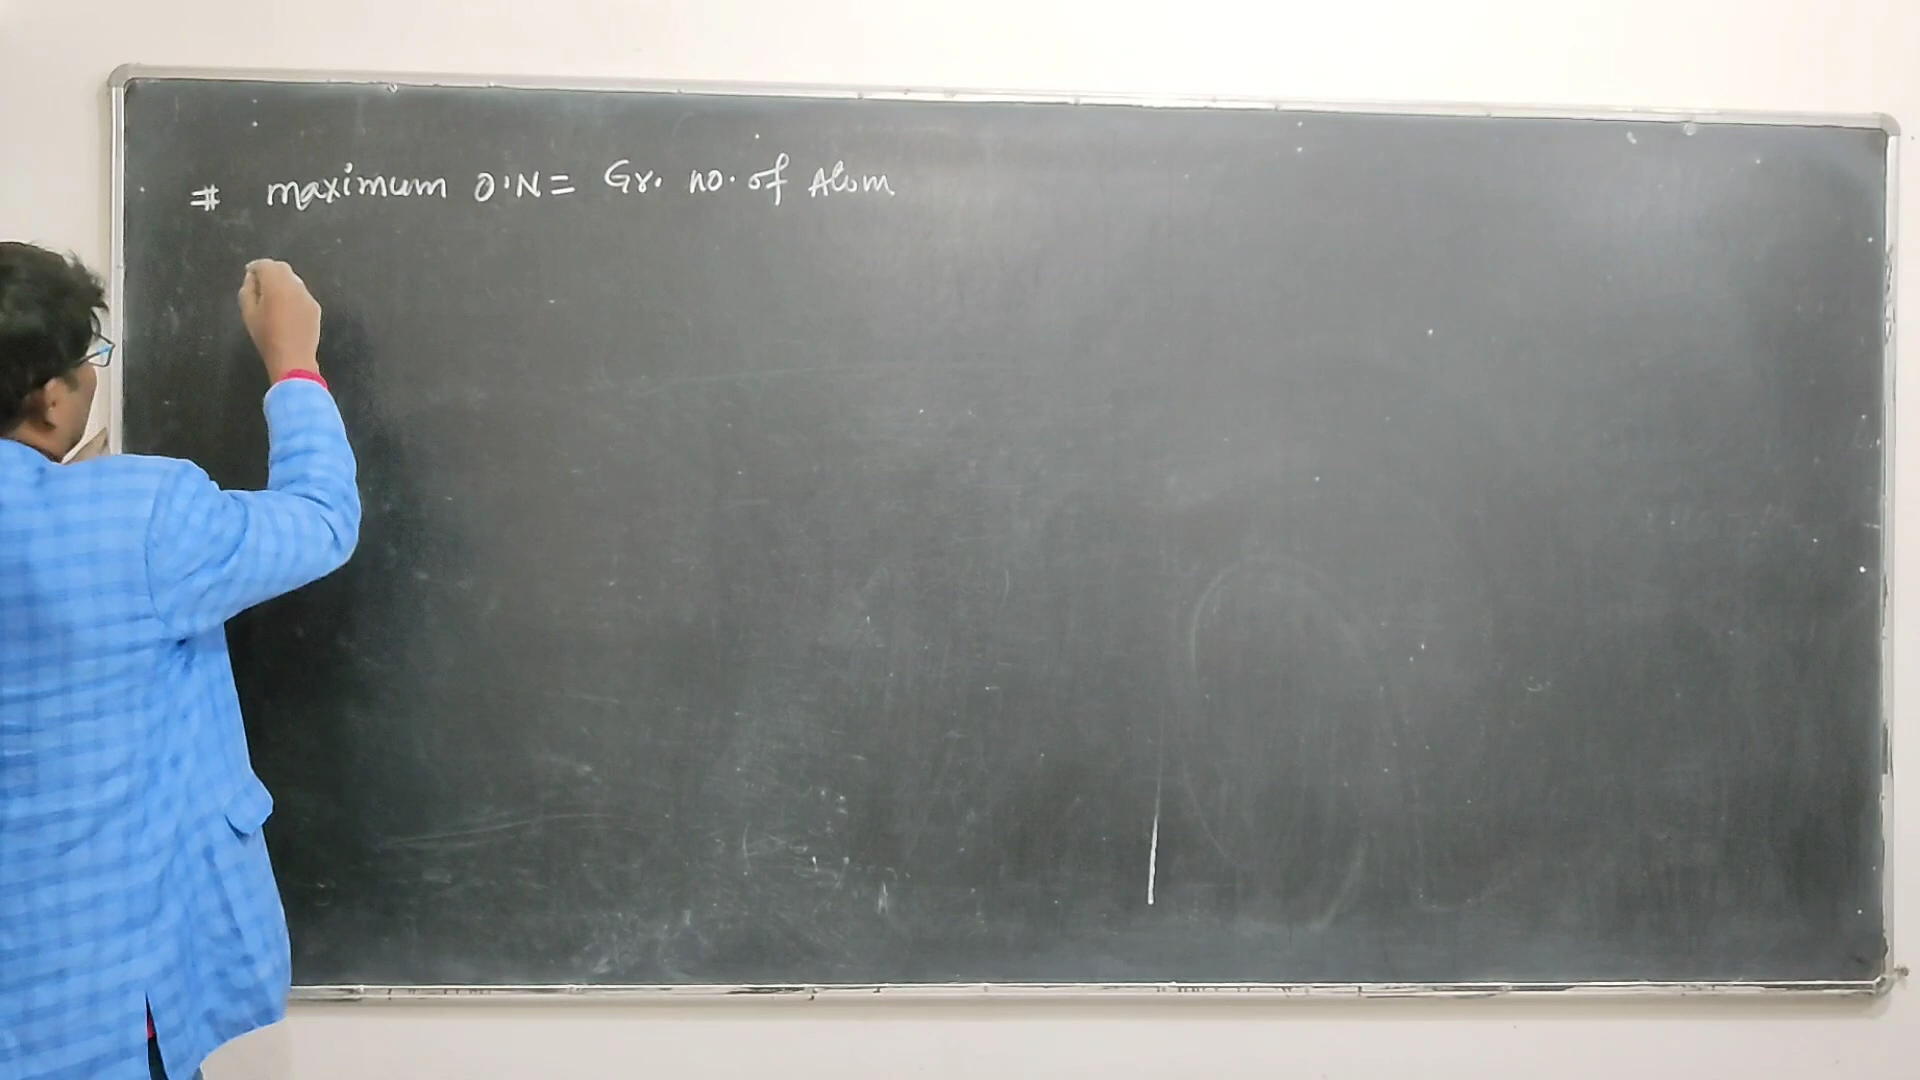 # maximum O.N = Gr. no. of Atom